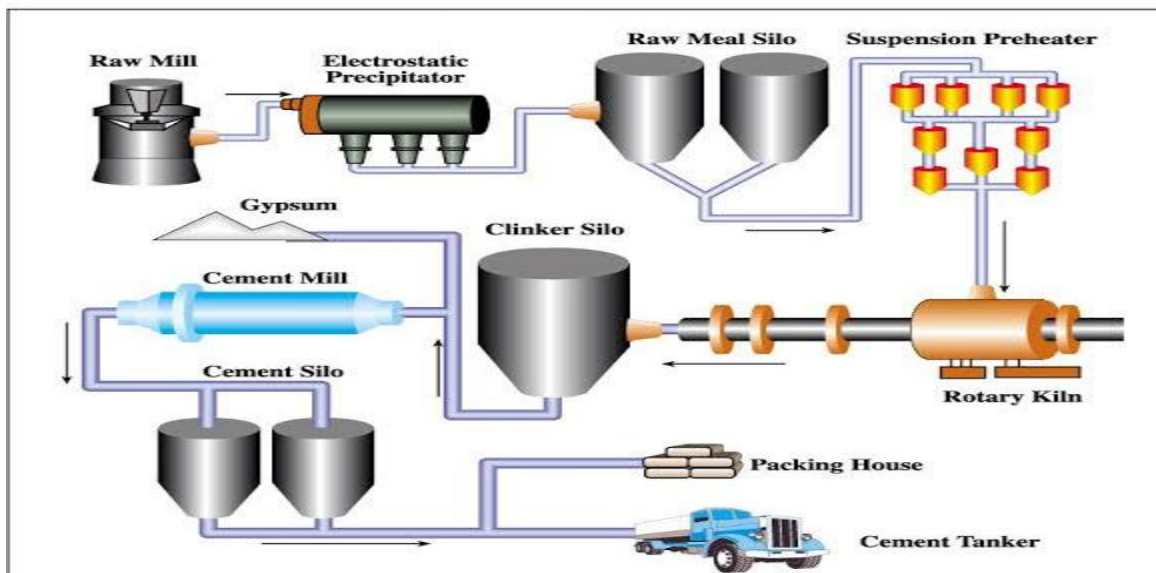 Raw Mill
Electrostatic
Precipitator
Raw Meal Silo
Suspension Preheater
Gypsum
Clinker Silo
Cement Mill
Cement Silo
Rotary Kiln
Packing House
Cement Tanker